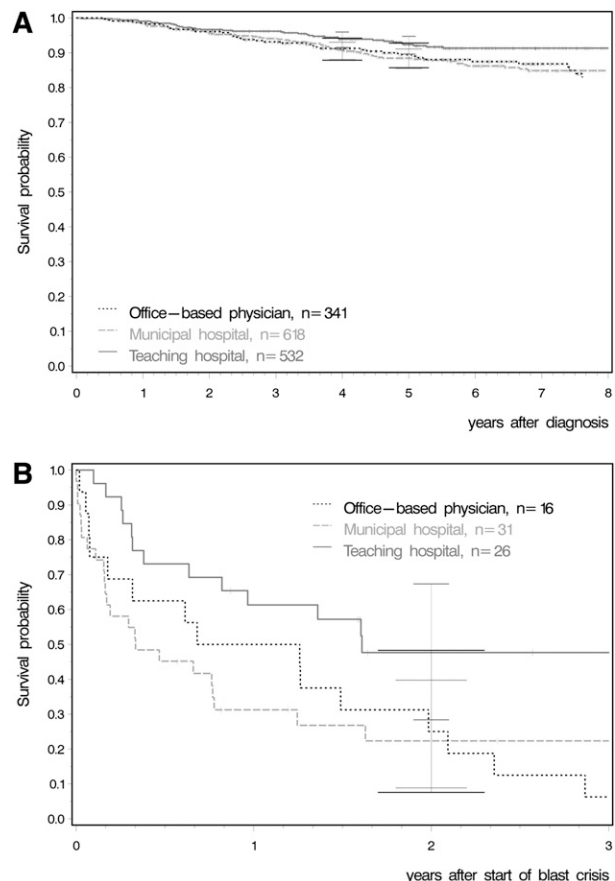 A
Survival probability
1.0
0.9
0.8
0.7
0.6
0.5
0.4
0.3
0.2
0.1
0.0
Office−based physician, n= 341
Municipal hospital, n= 618
Teaching hospital, n= 532
0 1 2 3 4 5 6 7 8
years after diagnosis
B
Survival probability
1.0
0.9
0.8
0.7
0.6
0.5
0.4
0.3
0.2
0.1
0.0
Office−based physician, n= 16
Municipal hospital, n= 31
Teaching hospital, n= 26
0 1 2 3
years after start of blast crisis